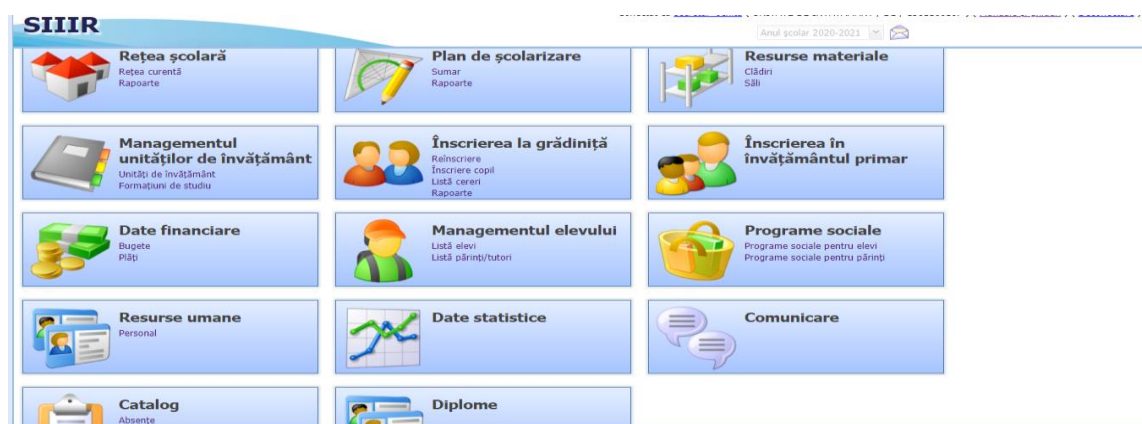 SIIIR
Anul școlar 2020-2021
Rețea școlară
Rețea curentă
Rapoarte
Plan de școlarizare
Sumar
Rapoarte
Resurse materiale
Clădiri
Săli
Managementul
unităților de învățământ
Unități de învățământ
Formațiuni de studiu
Înscrierea la grădiniță
Reînscriere
Înscriere copil
Listă cereri
Rapoarte
Înscrierea în
învățământul primar
Date financiare
Bugete
Plăți
Managementul elevului
Listă elevi
Listă părinți/tutori
Programe sociale
Programe sociale pentru elevi
Programe sociale pentru părinți
Resurse umane
Personal
Date statistice
Comunicare
Catalog
Absențe
Diplome